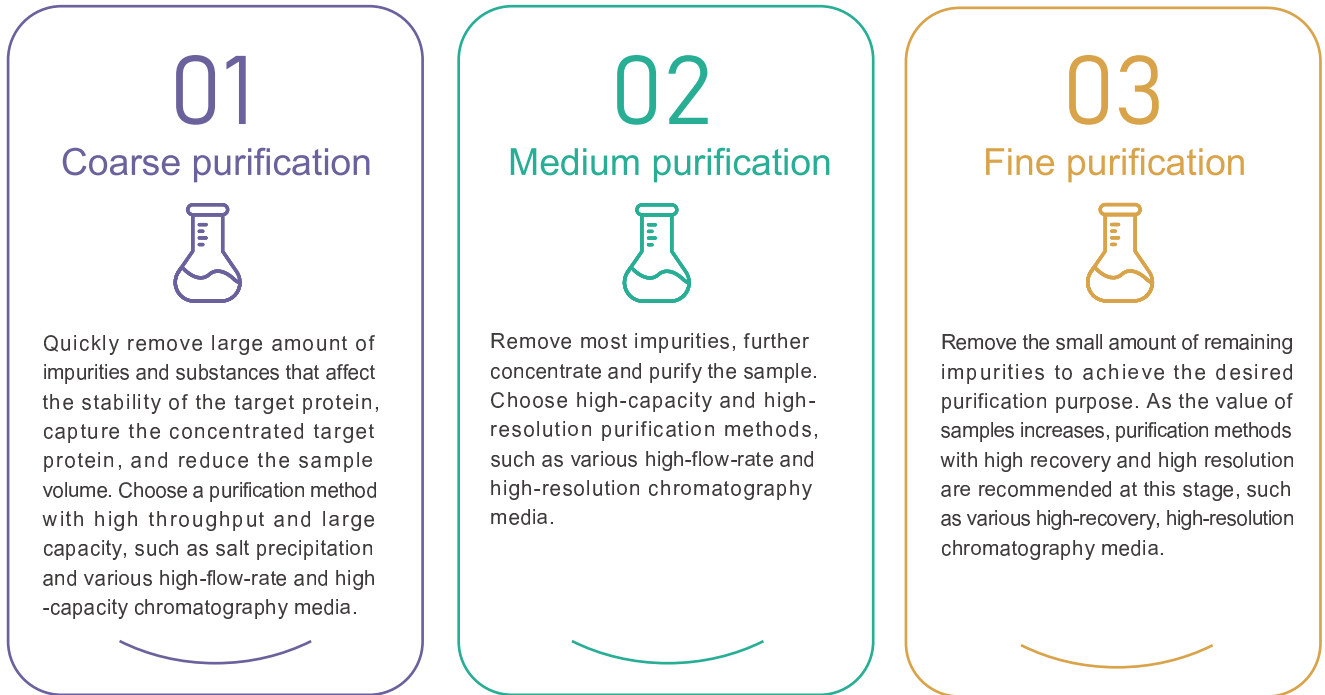 01
Coarse purification
Quickly remove large amount of
impurities and substances that affect
the stability of the target protein,
capture the concentrated target
protein, and reduce the sample
volume. Choose a purification method
with high throughput and large
capacity, such as salt precipitation
and various high-flow-rate and high
-capacity chromatography media.
02
Medium purification
Remove most impurities, further
concentrate and purify the sample.
Choose high-capacity and high-
resolution purification methods,
such as various high-flow-rate and
high-resolution chromatography
media.
03
Fine purification
Remove the small amount of remaining
impurities to achieve the desired
purification purpose. As the value of
samples increases, purification methods
with high recovery and high resolution
are recommended at this stage, such
as various high-recovery, high-resolution
chromatography media.